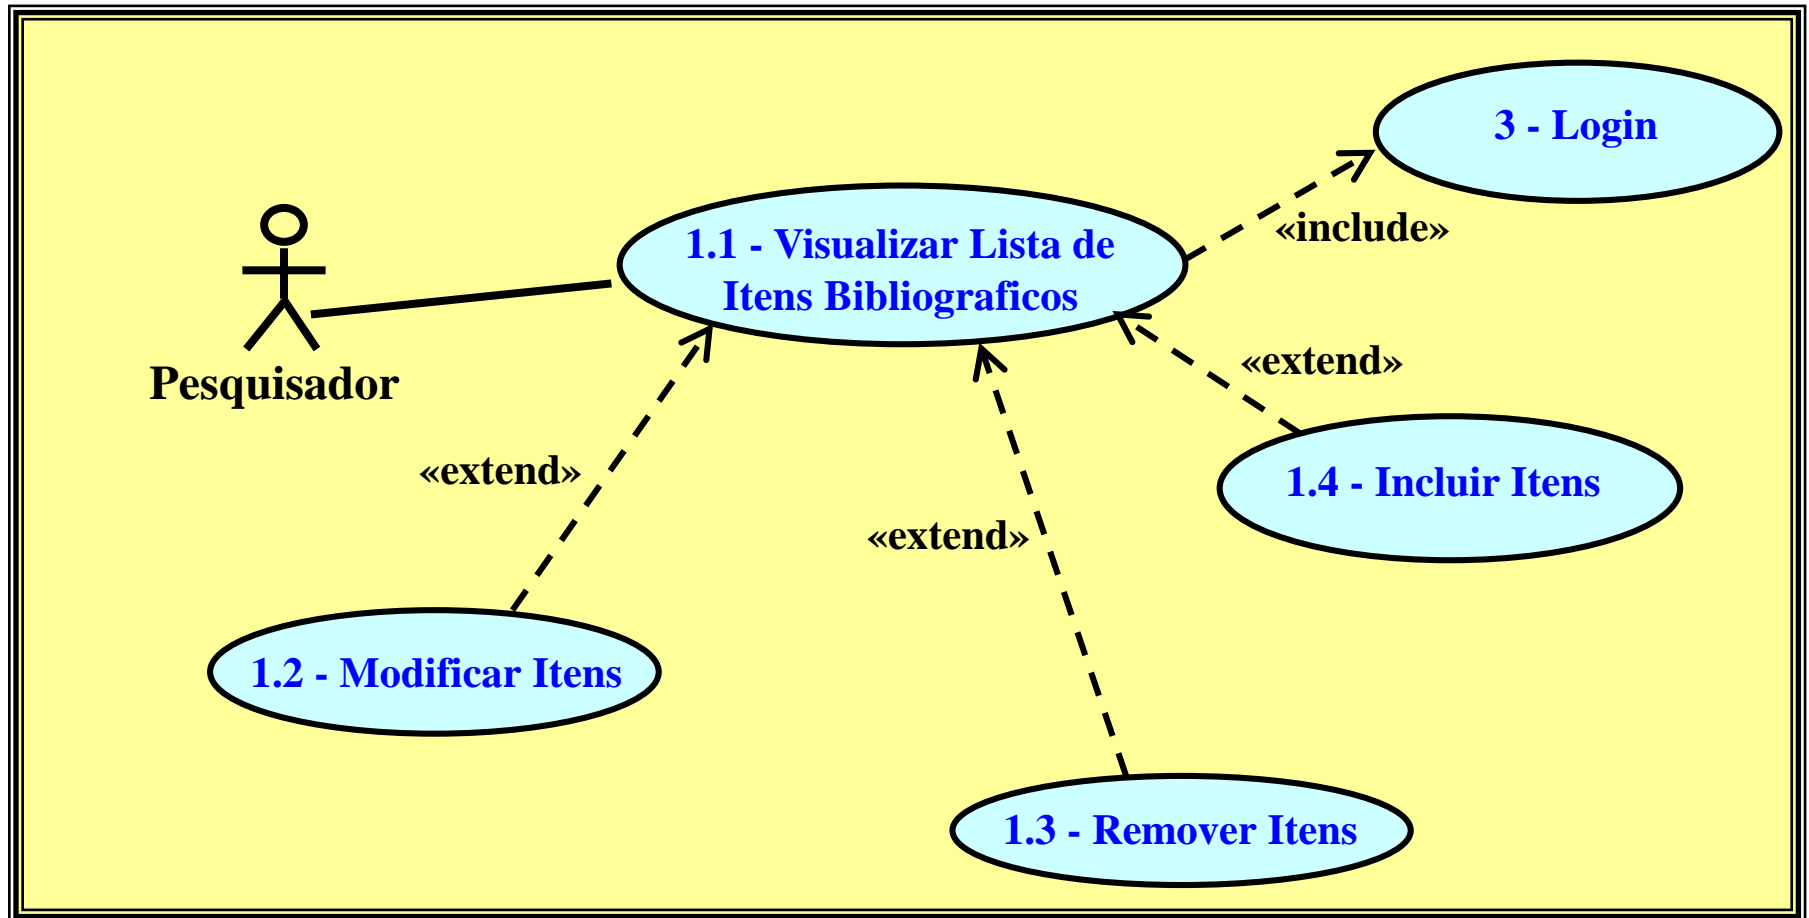 3 - Login
«include»
1.1 - Visualizar Lista de
Itens Bibliograficos
Pesquisador
«extend»
«extend»
«extend»
1.4 - Incluir Itens
1.2 - Modificar Itens
1.3 - Remover Itens